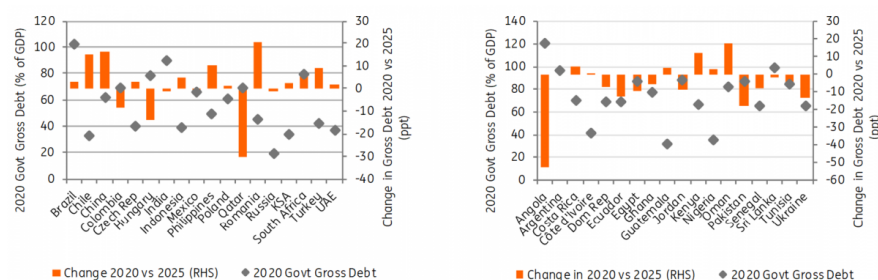 2020 Govt Gross Debt (% of GDP)
120
100
80
60
40
20
0
30
20
10
0
-10
-20
-30
-40
Change in Gross Debt 2020 vs 2025
(ppt)
Brazil
Chile
China
Colombia
Czech Rep
Hungary
India
Indonesia
Mexico
Philippines
Poland
Qatar
Romania
Russia
KSA
South Africa
Turkey
UAE
Change 2020 vs 2025 (RHS)
2020 Govt Gross Debt
2020 Govt Gross Debt (% of GDP)
140
120
100
80
60
40
20
0
30
20
10
0
-10
-20
-30
-40
-50
-60
Change in Gross Debt 2020 vs 2025
(ppt)
Angola
Argentina
Costa Rica
Côte d'Ivoire
Dom Rep
Ecuador
Egypt
Ghana
Guatemala
Jordan
Kenya
Nigeria
Oman
Pakistan
Senegal
Sri Lanka
Tunisia
Ukraine
Change in 2020 vs 2025 (RHS)
2020 Govt Gross Debt